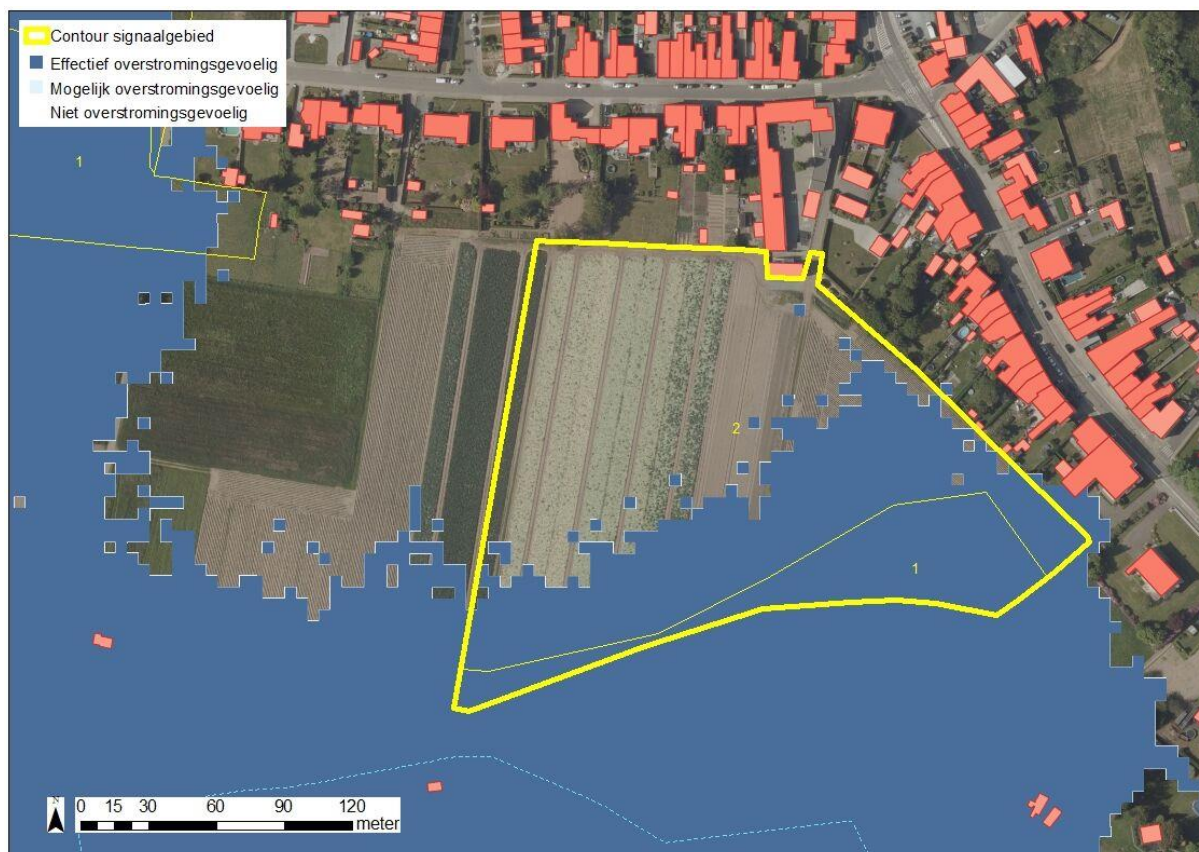 Contour signaalgebied
Effectief overstromingsgevoelig
Mogelijk overstromingsgevoelig
Niet overstromingsgevoelig
1
2
1
N
0 15 30 60 90 120
meter